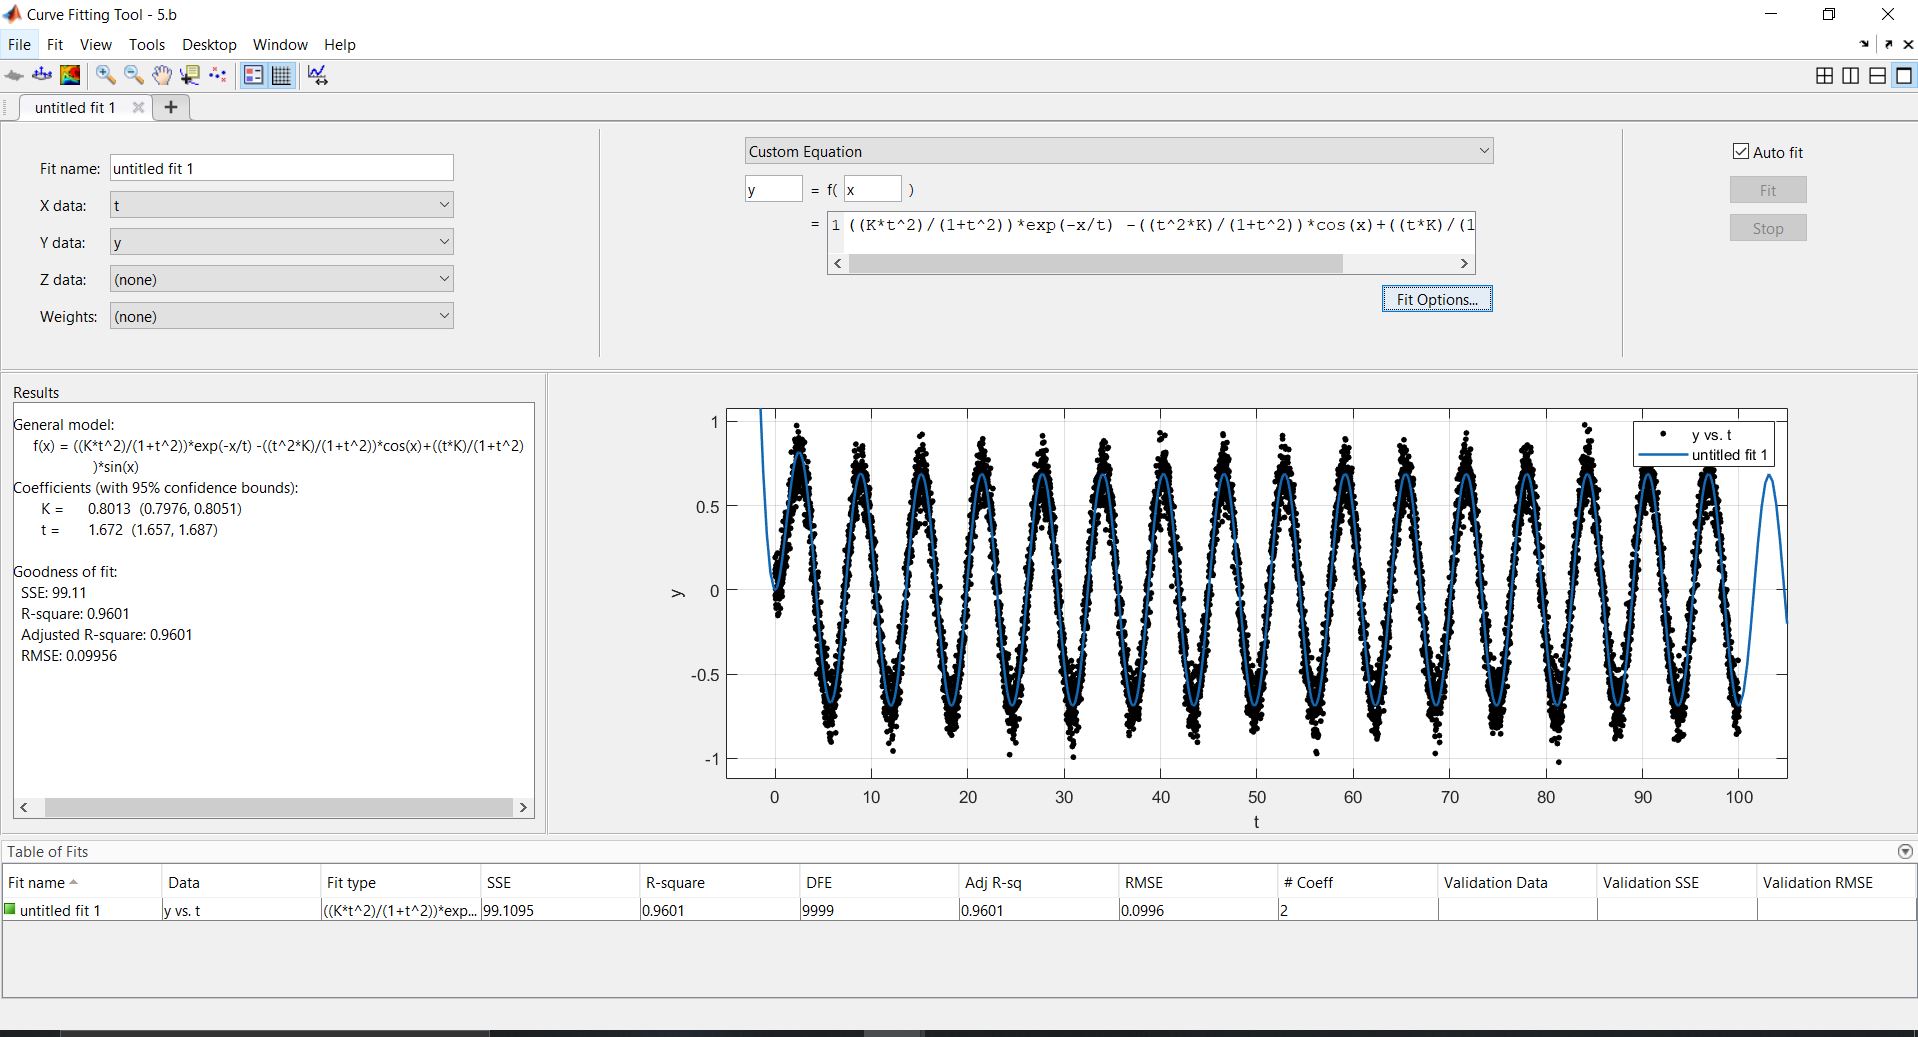 Curve Fitting Tool - 5.b
File Fit View Tools Desktop Window Help
untitled fit 1
Fit name: untitled fit 1
X data: t
Y data: y
Z data: (none)
Weights: (none)
Custom Equation
y = f( x )
= 1 ((K*t^2)/(1+t^2))*exp(-x/t) -((t^2*K)/(1+t^2))*cos(x)+((t*K)/(1
Fit Options...
Auto fit
Fit
Stop
Results
General model:
f(x) = ((K*t^2)/(1+t^2))*exp(-x/t) -((t^2*K)/(1+t^2))*cos(x)+((t*K)/(1+t^2)
)*sin(x)
Coefficients (with 95% confidence bounds):
K = 0.8013 (0.7976, 0.8051)
t = 1.672 (1.657, 1.687)
Goodness of fit:
SSE: 99.11
R-square: 0.9601
Adjusted R-square: 0.9601
RMSE: 0.09956
y vs. t
untitled fit 1
1
0.5
0
-0.5
-1
y
0 10 20 30 40 50 60 70 80 90 100
t
Table of Fits
Fit name Data Fit type SSE R-square DFE Adj R-sq RMSE # Coeff Validation Data Validation SSE Validation RMSE
untitled fit 1 y vs. t ((K*t^2)/(1+t^2))*exp... 99.1095 0.9601 9999 0.9601 0.0996 2